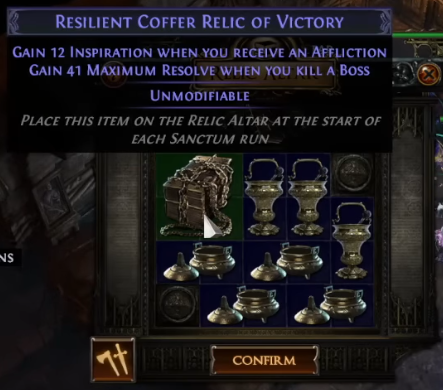 Resilient Coffer Relic of Victory
Gain 12 Inspiration when you receive an Affliction
Gain 41 Maximum Resolve when you kill a Boss
Unmodifiable
Place this item on the Relic Altar at the start of
each Sanctum run
NS
CONFIRM